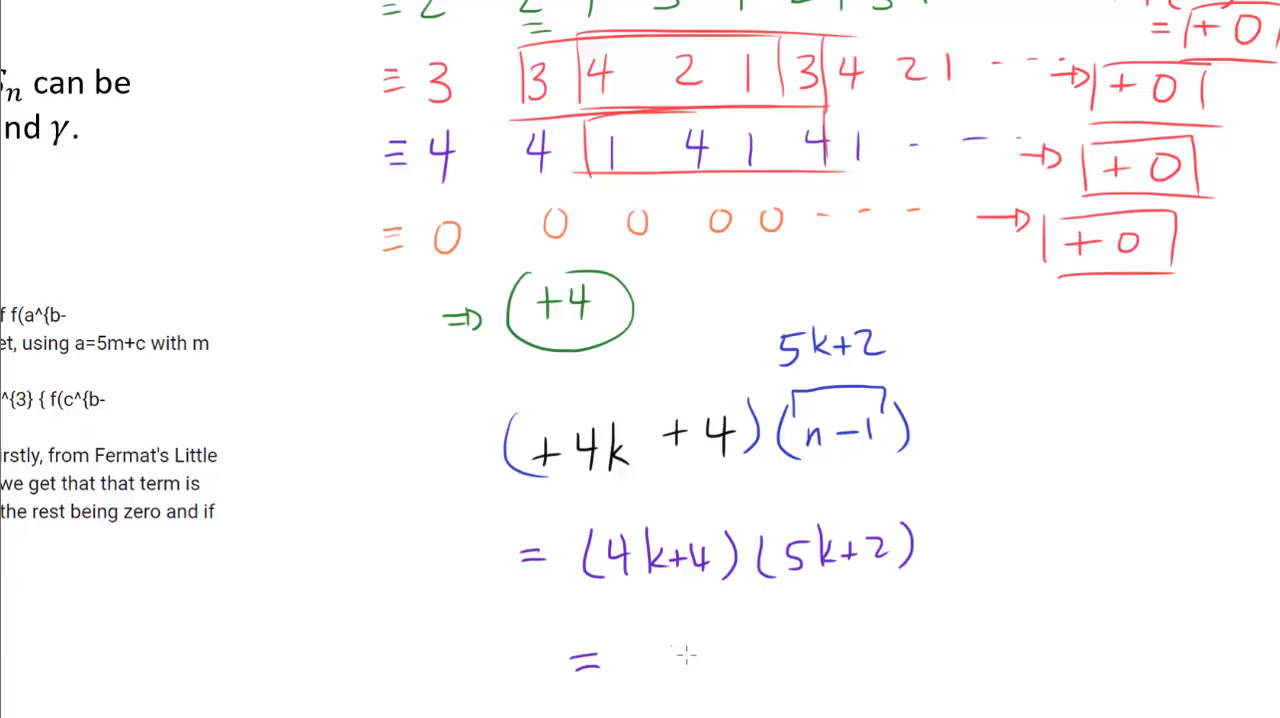 can be
nd γ.
≡ 3 3 4 2 1 3 4 2 1 - - - ⇒ + 0
= + 0
≡ 4 4 1 4 1 4 1 - - - ⇒ + 0
≡ 0 0 0 0 0 - - - ⇒ + 0
⇒ +4
f f(a^{b-
et, using a=5m+c with m
^{3} { f(c^{b-
rstly, from Fermat's Little
we get that that term is
the rest being zero and if
5k+2
(+4k +4)(n-1)
= (4k+4)(5k+2)
=